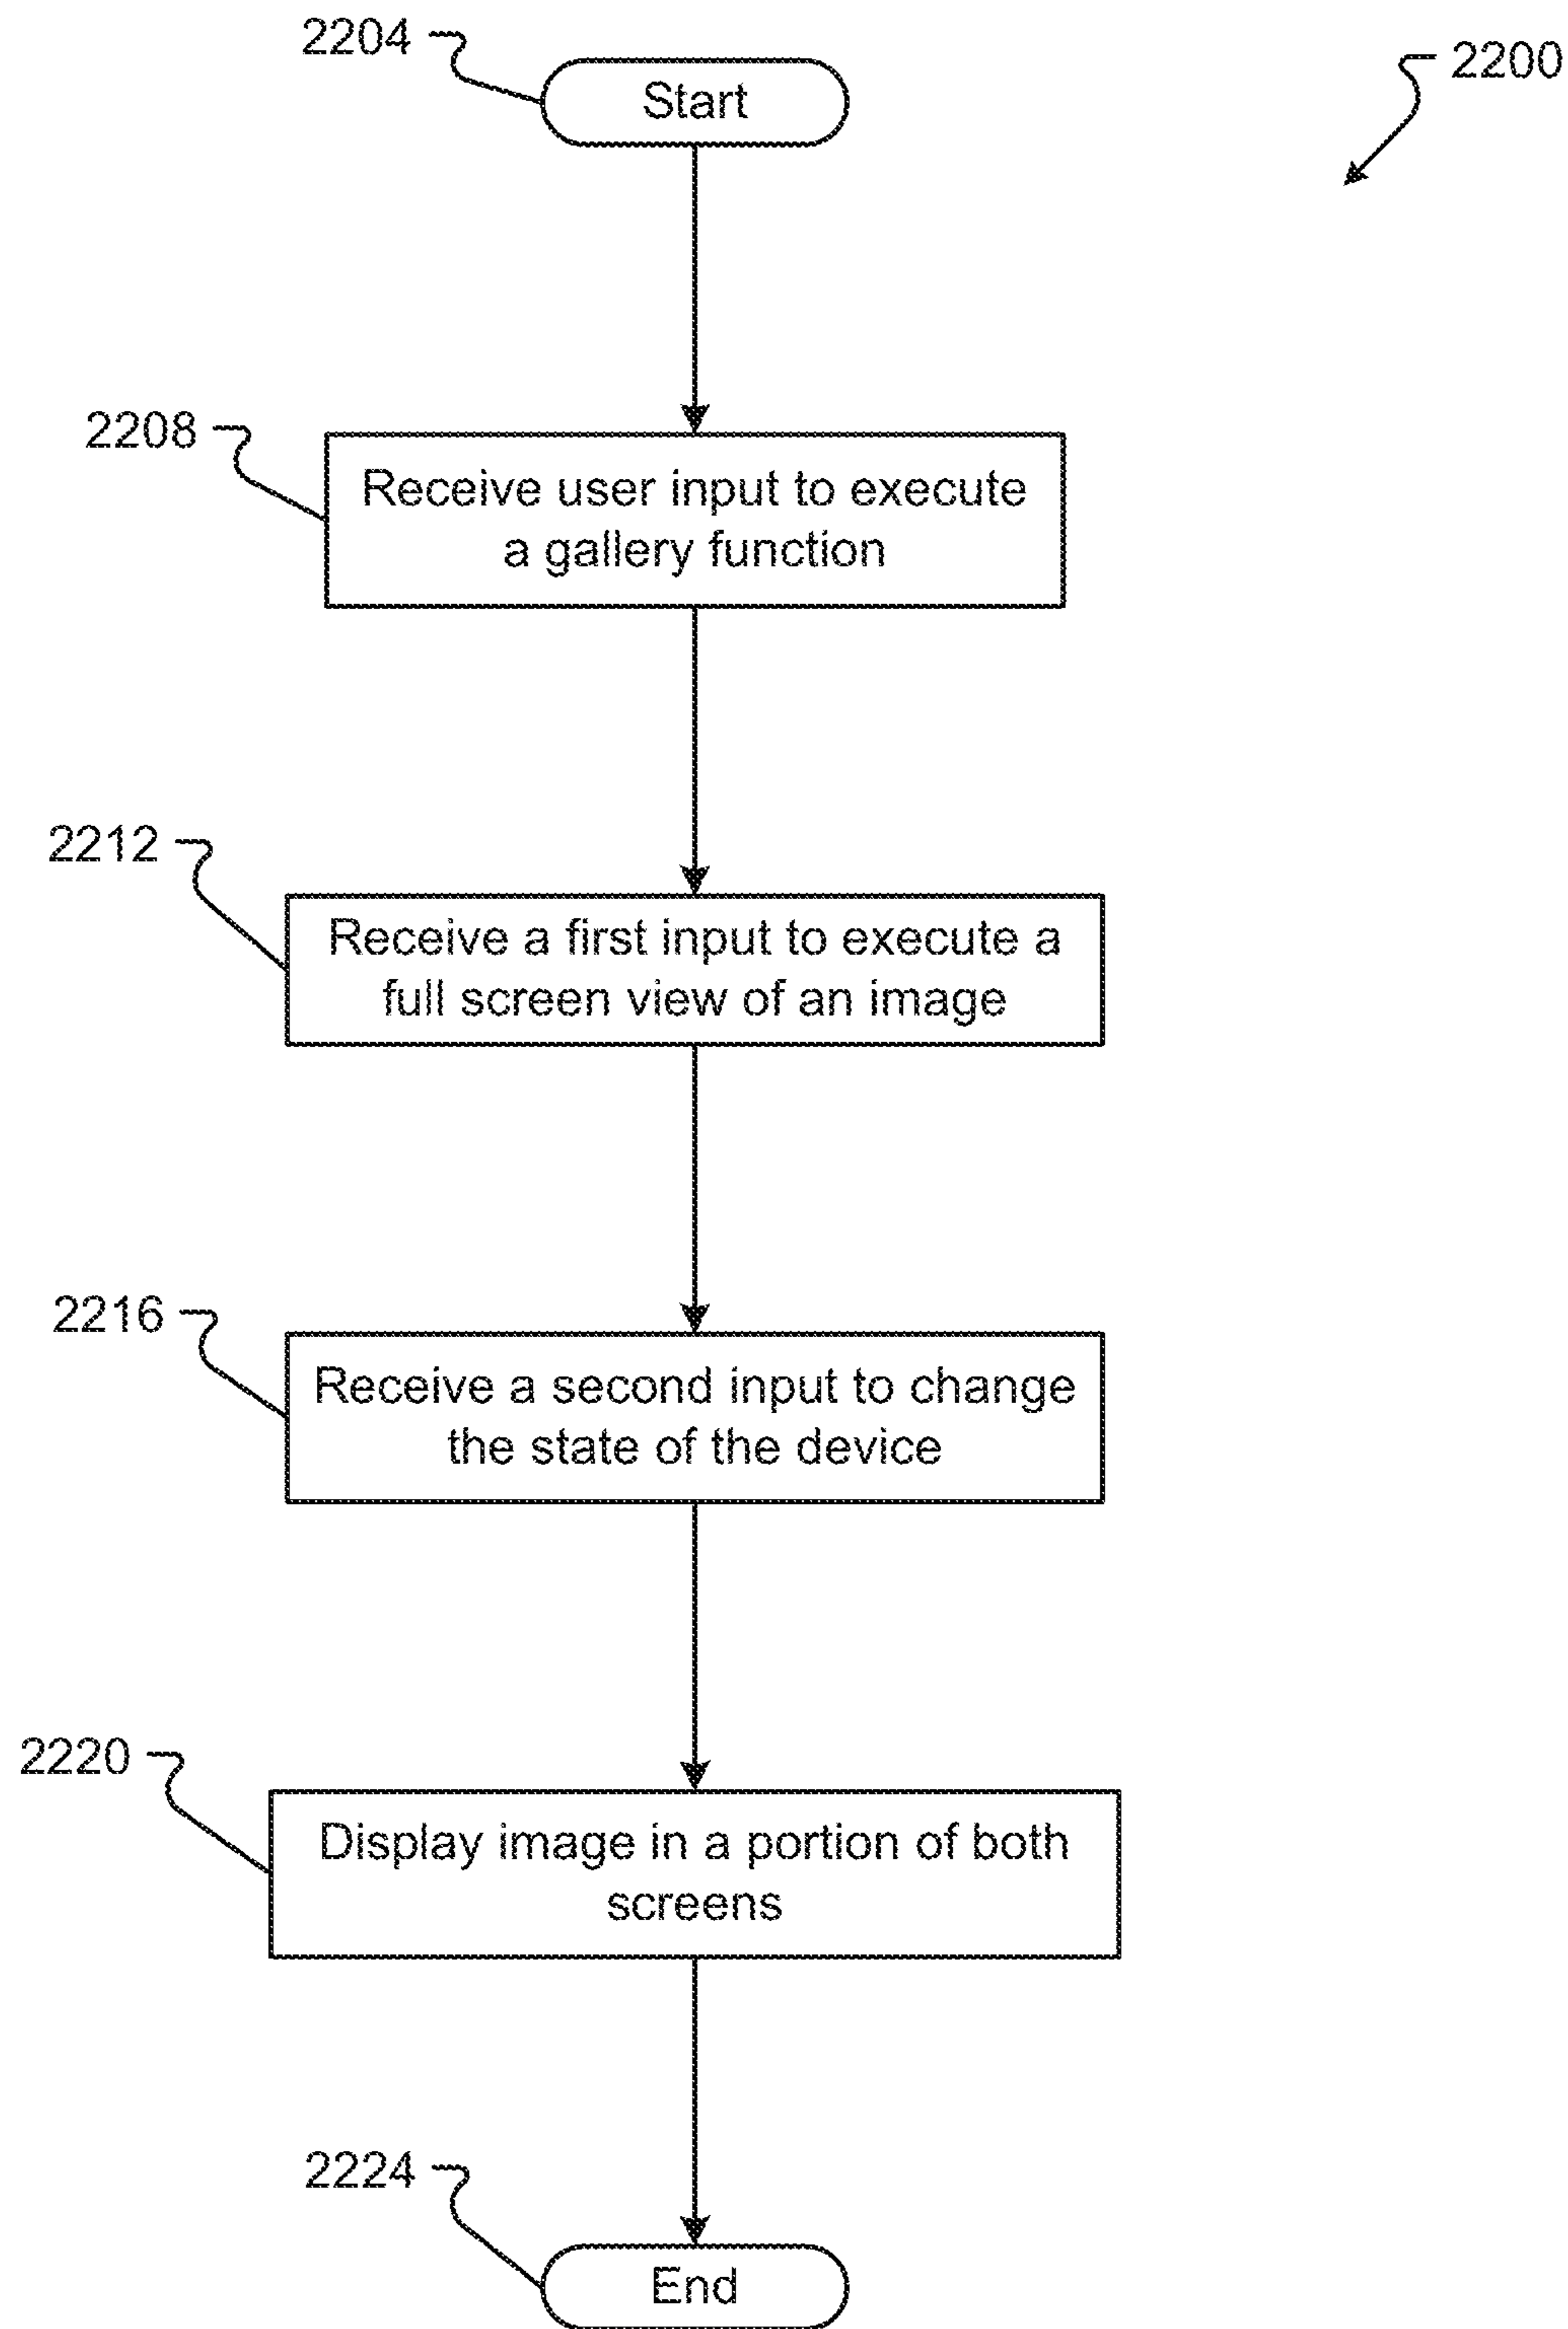 2204
Start
2200
2208
Receive user input to execute
a gallery function
2212
Receive a first input to execute a
full screen view of an image
2216
Receive a second input to change
the state of the device
2220
Display image in a portion of both
screens
2224
End